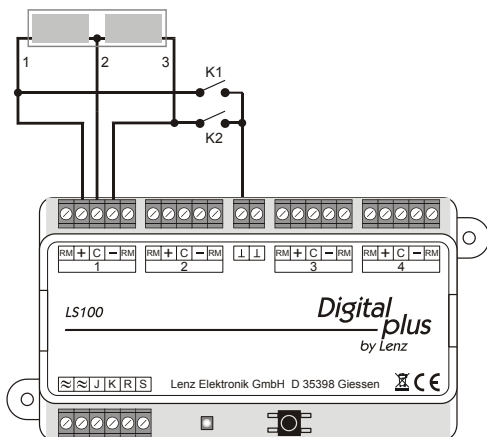 1 2 3
K1
K2
RM + C − RM RM + C − RM ⊥ ⊥ RM + C − RM RM + C − RM
1 2 3 4
LS100
Digital
plus
by Lenz
≈ ≈ J K R S Lenz Elektronik GmbH D 35398 Giessen CE